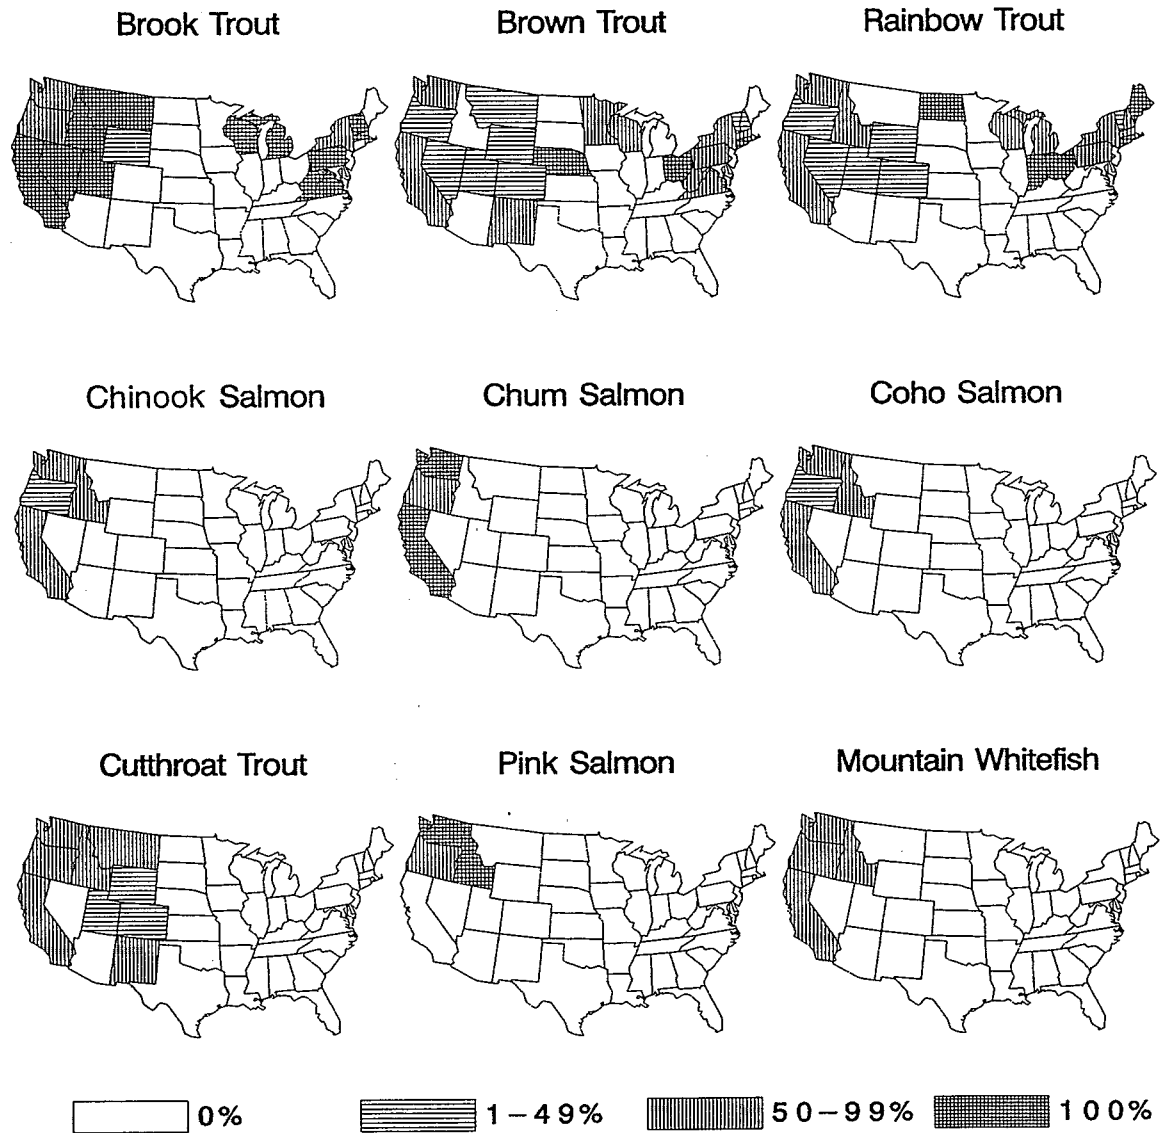 Brook Trout
Brown Trout
Rainbow Trout
Chinook Salmon
Chum Salmon
Coho Salmon
Cutthroat Trout
Pink Salmon
Mountain Whitefish
0%
1-49%
50-99%
100%